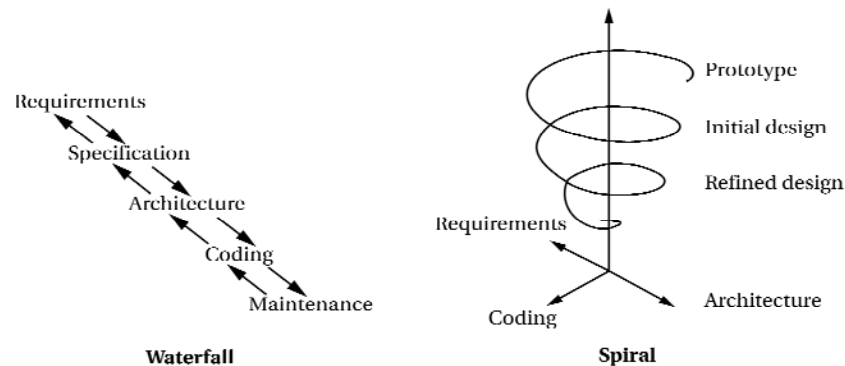 Requirements
Specification
Architecture
Coding
Maintenance
Waterfall
Prototype
Initial design
Refined design
Requirements
Architecture
Coding
Spiral